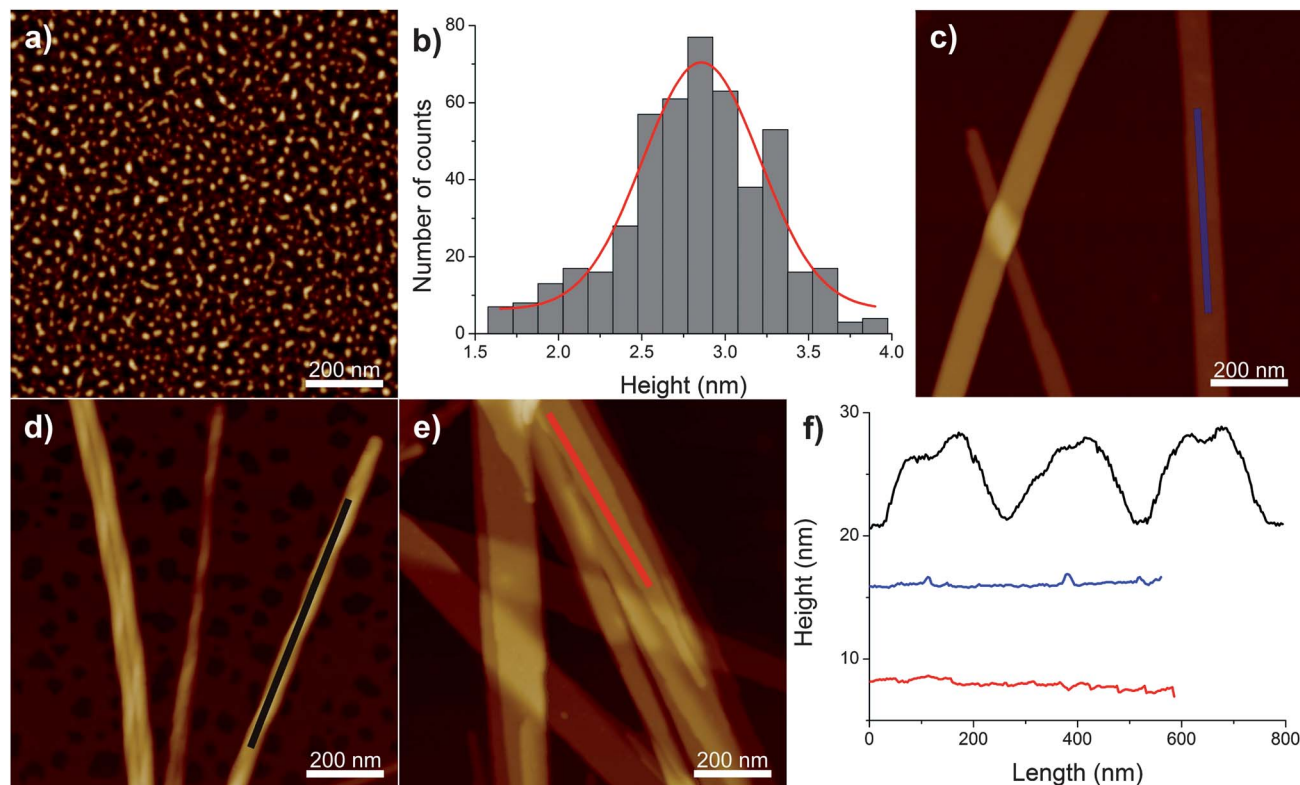 a)
200 nm
b)
Number of counts
80
60
40
20
0
1.5
2.0
2.5
3.0
3.5
4.0
Height (nm)
c)
200 nm
d)
200 nm
e)
200 nm
f)
Height (nm)
30
20
10
0
200
400
600
800
Length (nm)